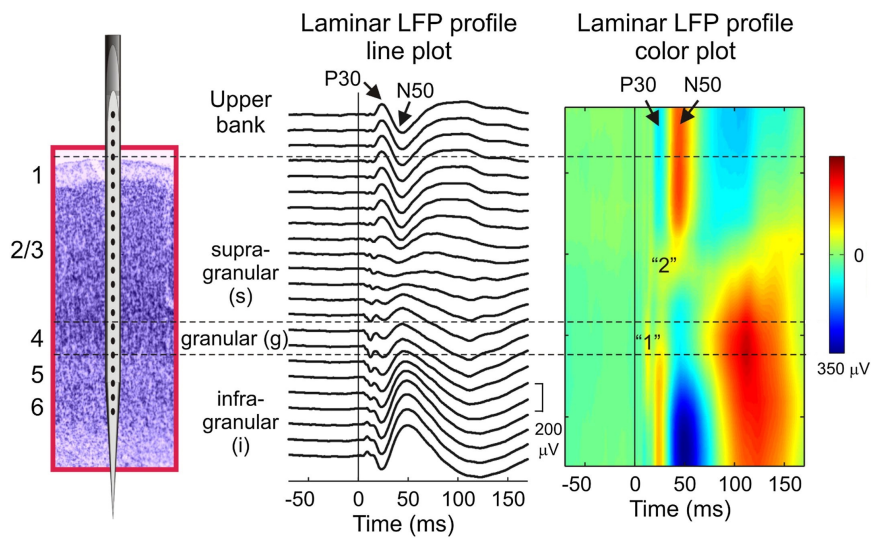 Laminar LFP profile
line plot
Laminar LFP profile
color plot
P30
N50
P30
N50
Upper
bank
1
2/3
supra-
granular
(s)
“2”
0
4
granular (g)
“1”
5
350 µV
6
infra-
granular
(i)
200
µV
-50
0
50
100
150
Time (ms)
-50
0
50
100
150
Time (ms)